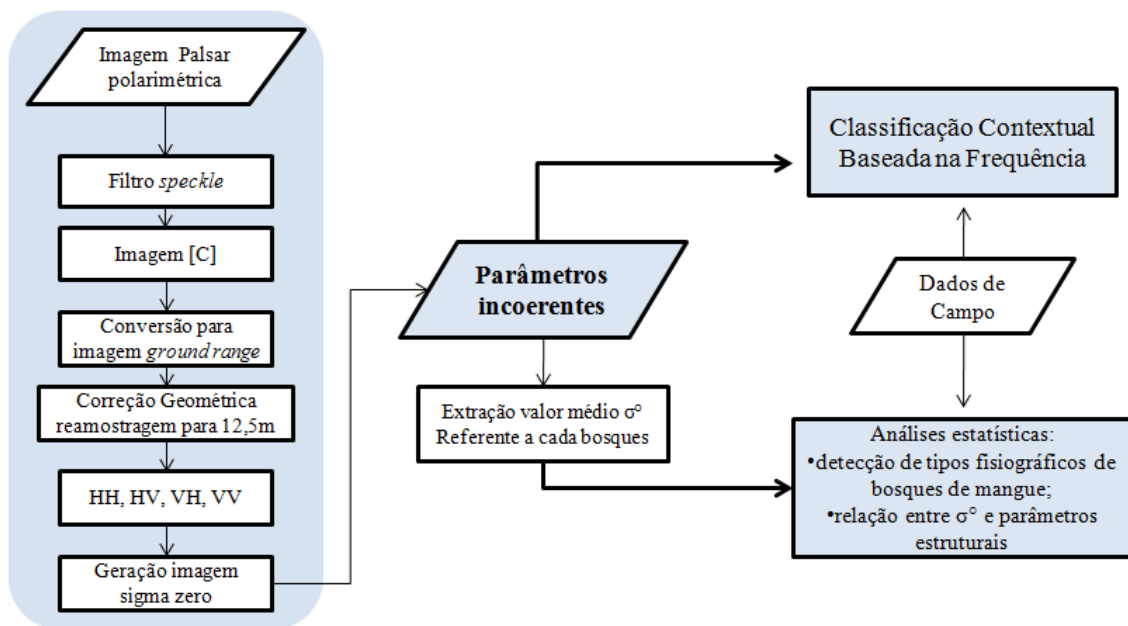 Imagem Palsar
polarimétrica
Filtro speckle
Imagem [C]
Conversão para
imagem ground range
Correção Geométrica
reamostragem para 12,5m
HH, HV, VH, VV
Geração imagem
sigma zero
Parâmetros
incoerentes
Extração valor médio σ°
Referente a cada bosques
Classificação Contextual
Baseada na Frequência
Dados de
Campo
Análises estatísticas:
•detecção de tipos fisiográficos de
bosques de mangue;
•relação entre σ° e parâmetros
estruturais